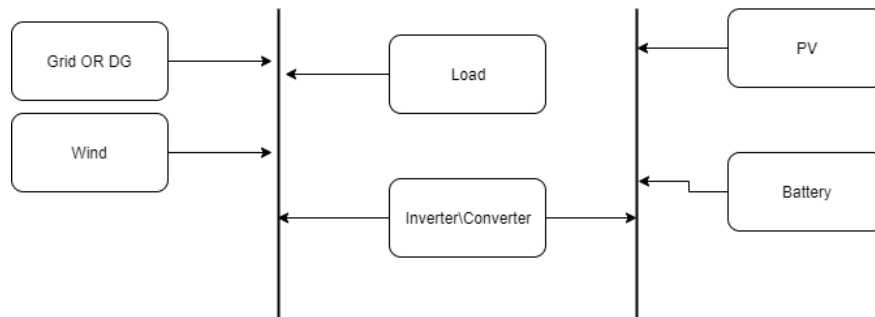 Grid OR DG
Load
PV
Wind
Inverter\Converter
Battery